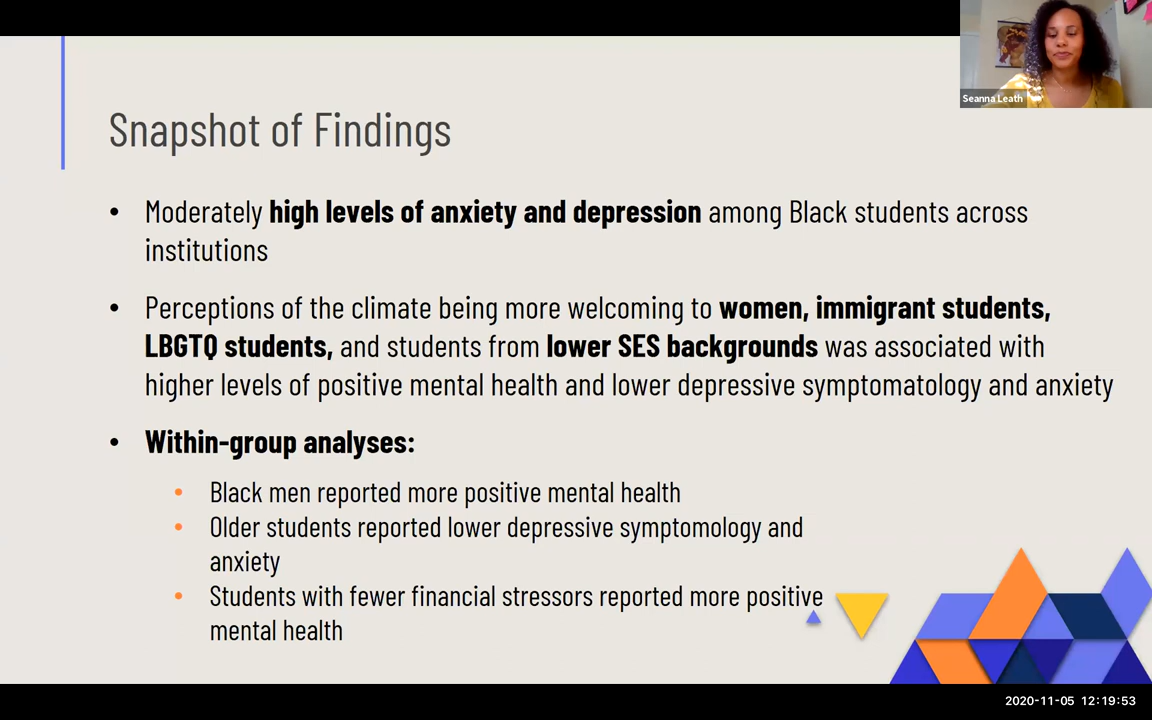 Seanna Leath
Snapshot of Findings
• Moderately high levels of anxiety and depression among Black students across
institutions
• Perceptions of the climate being more welcoming to women, immigrant students,
LBGTQ students, and students from lower SES backgrounds was associated with
higher levels of positive mental health and lower depressive symptomatology and anxiety
• Within-group analyses:
• Black men reported more positive mental health
• Older students reported lower depressive symptomology and
anxiety
• Students with fewer financial stressors reported more positive
mental health
2020-11-05 12:19:53